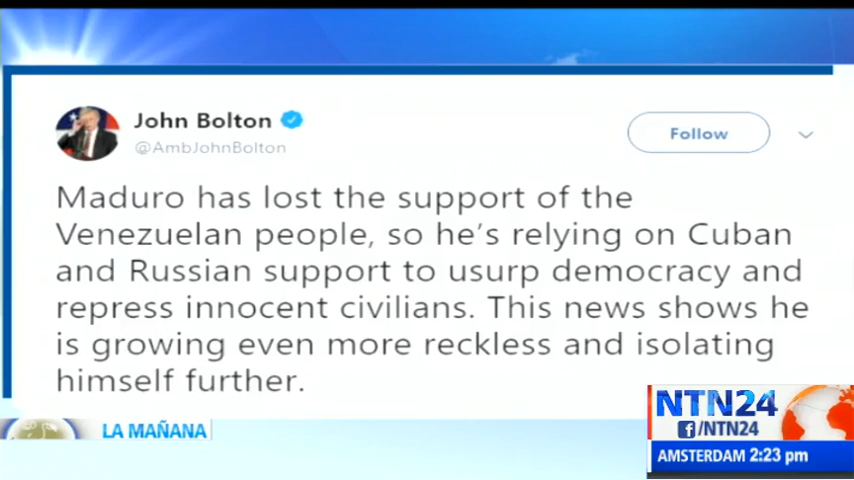 John Bolton
@AmbJohnBolton
Follow
Maduro has lost the support of the
Venezuelan people, so he's relying on Cuban
and Russian support to usurp democracy and
repress innocent civilians. This news shows he
is growing even more reckless and isolating
himself further.
LA MAÑANA
NTN24
f/NTN24
AMSTERDAM 2:23 pm